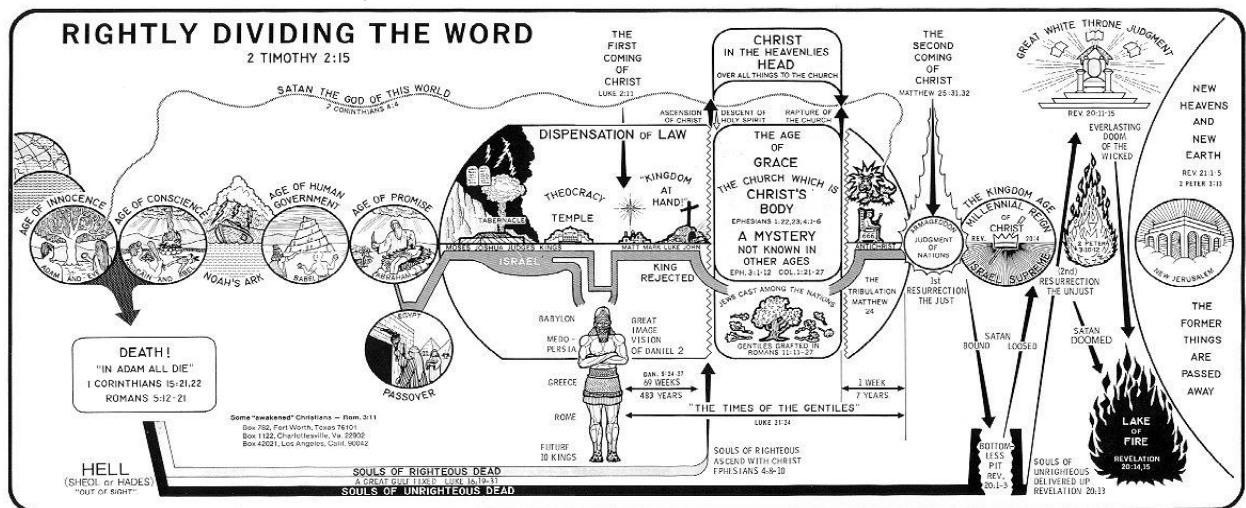 RIGHTLY DIVIDING THE WORD
2 TIMOTHY 2:15
SATAN THE GOD OF THIS WORLD
2 CORINTHIANS 4:4
AGE OF INNOCENCE
ADAM AND EVE
AGE OF CONSCIENCE
CAIN AND ABEL
NOAH'S ARK
AGE OF HUMAN
GOVERNMENT
BABEL
AGE OF PROMISE
ABRAHAM
EGYPT
PASSOVER
DEATH!
"IN ADAM ALL DIE"
1 CORINTHIANS 15:21,22
ROMANS 5:12-21
Some "awakened" Christians — Rom. 3/11
Box 782, Fort Worth, Texas 76101
Box 1122, Charlottesville, Va. 22902
Box 42021, Los Angeles, Calif. 90042
HELL
(SHEOL or HADES)
"OUT OF SIGHT"
SOULS OF RIGHTEOUS DEAD
A GREAT GULF FIXED LUKE 16,19-31
SOULS OF UNRIGHTEOUS DEAD
DISPENSATION OF LAW
TABERNACLE
THEOCRACY
TEMPLE
MOSES JOSHUA JUDGES KINGS
ISRAEL
THE
FIRST
COMING
OF
CHRIST
LUKE 2:11
"KINGDOM
AT
HAND!"
MATT MARK LUKE JOHN
KING
REJECTED
BABYLON
MEDO-
PERSIA
GREECE
ROME
FUTURE
10 KINGS
GREAT
IMAGE
VISION
OF DANIEL 2
DAN. 9:24-27
69 WEEKS
483 YEARS
"THE TIMES OF THE GENTILES"
LUKE 21:24
1 WEEK
7 YEARS
SOULS OF RIGHTEOUS
ASCEND WITH CHRIST
EPHESIANS 4:8-10
CHRIST
IN THE HEAVENLIES
HEAD
OVER ALL THINGS TO THE CHURCH
ASCENSION
OF CHRIST
DESCENT OF
HOLY SPIRIT
RAPTURE OF
THE CHURCH
THE AGE
OF
GRACE
THE CHURCH WHICH IS
CHRIST'S
BODY
EPHESIANS 1,22,23;4,1-6
A MYSTERY
NOT KNOWN IN
OTHER AGES
EPH. 3:1-12 COL.1:21-27
JEWS CAST AMONG THE NATIONS
GENTILES GRAFTED IN
ROMANS 11:11-27
666
ANTICHRIST
THE
TRIBULATION
MATTHEW
24
THE
SECOND
COMING
OF
CHRIST
MATTHEW 25:31,32
ARMAGEDDON
JUDGMENT
OF
NATIONS
1st
RESURRECTION
THE JUST
THE KINGDOM AGE
MILLENNIAL REIGN
OF
CHRIST
REV. 20:4
ISRAEL SUPREME
SATAN
BOUND
LOOSED
BOTTOM-
LESS
PIT
REV.
20:1-3
SOULS OF
UNRIGHTEOUS
DELIVERED UP
REVELATION 20:13
GREAT WHITE THRONE JUDGMENT
REV. 20:11-15
EVERLASTING
DOOM
OF THE
WICKED
2 PETER
3:10-12
(2nd)
RESURRECTION
THE UNJUST
SATAN
DOOMED
LAKE
OF
FIRE
REVELATION
20:14,15
NEW
HEAVENS
AND
NEW
EARTH
REV. 21:1-5
2 PETER 3:13
NEW JERUSALEM
THE
FORMER
THINGS
ARE
PASSED
AWAY